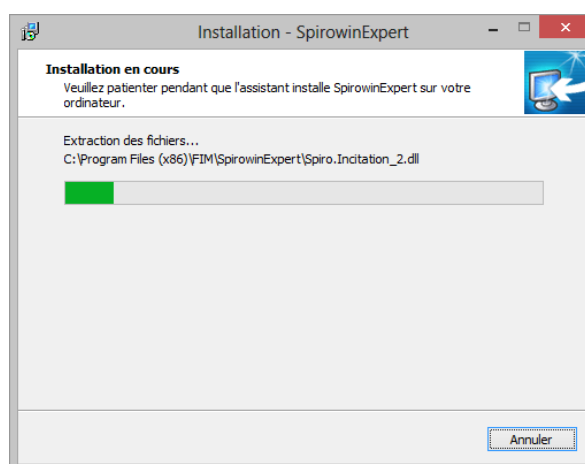 Installation - SpirowinExpert
Installation en cours
Veuillez patienter pendant que l'assistant installe SpirowinExpert sur votre
ordinateur.
Extraction des fichiers...
C:\Program Files (x86)\FIM\SpirowinExpert\Spiro.Incitation_2.dll
Annuler